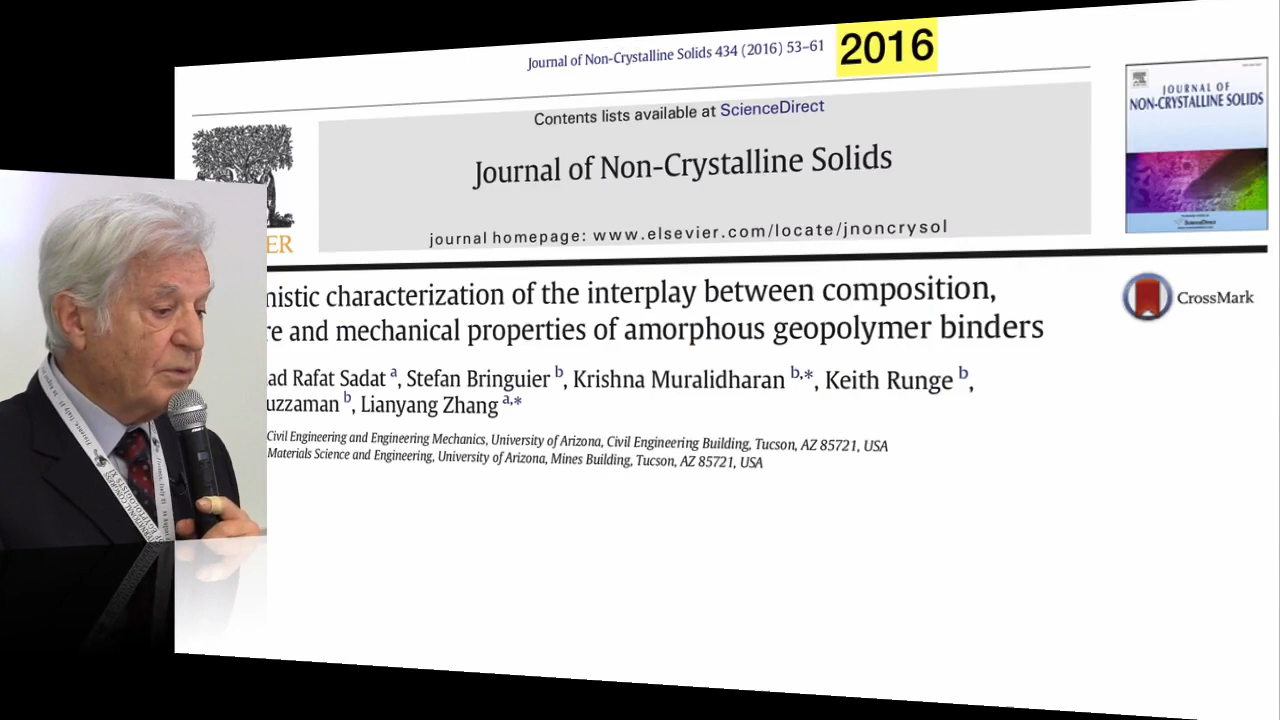 Journal of Non-Crystalline Solids 434 (2016) 53–61
2016
Contents lists available at ScienceDirect
Journal of Non-Crystalline Solids
journal homepage: www.elsevier.com/locate/jnoncrysol
ER
JOURNAL OF
NON-CRYSTALLINE SOLIDS
ScienceDirect
nistic characterization of the interplay between composition,
re and mechanical properties of amorphous geopolymer binders
CrossMark
ad Rafat Sadat a, Stefan Bringuier b, Krishna Muralidharan b,*, Keith Runge b,
uzzaman b, Lianyang Zhang a,*
Civil Engineering and Engineering Mechanics, University of Arizona, Civil Engineering Building, Tucson, AZ 85721, USA
Materials Science and Engineering, University of Arizona, Mines Building, Tucson, AZ 85721, USA